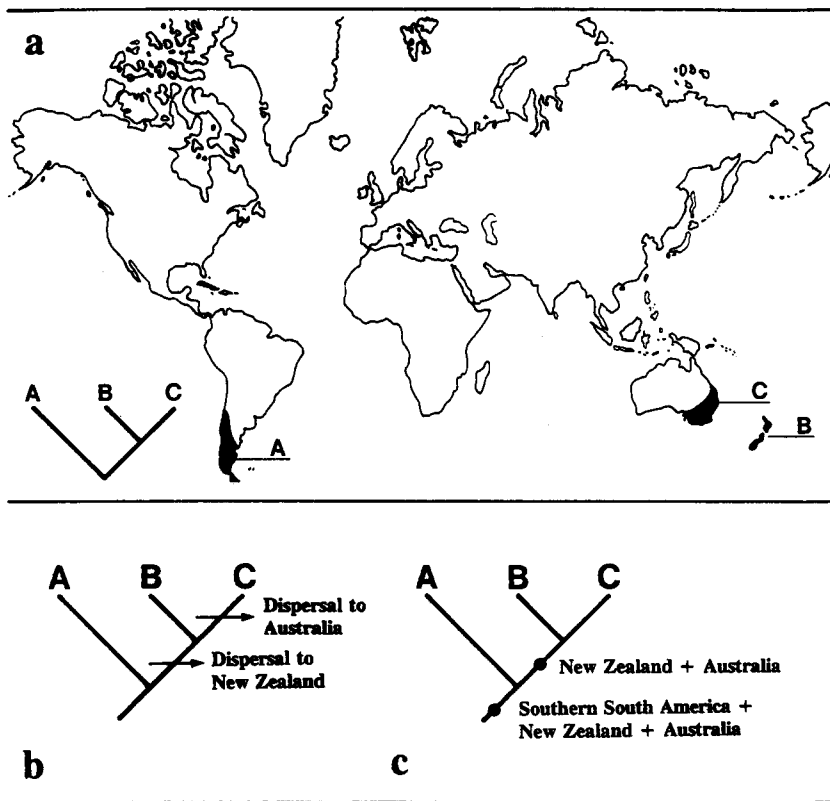 a
A B C
A
C
B
A B C
Dispersal to
Australia
Dispersal to
New Zealand
b
A B C
New Zealand + Australia
Southern South America +
New Zealand + Australia
c